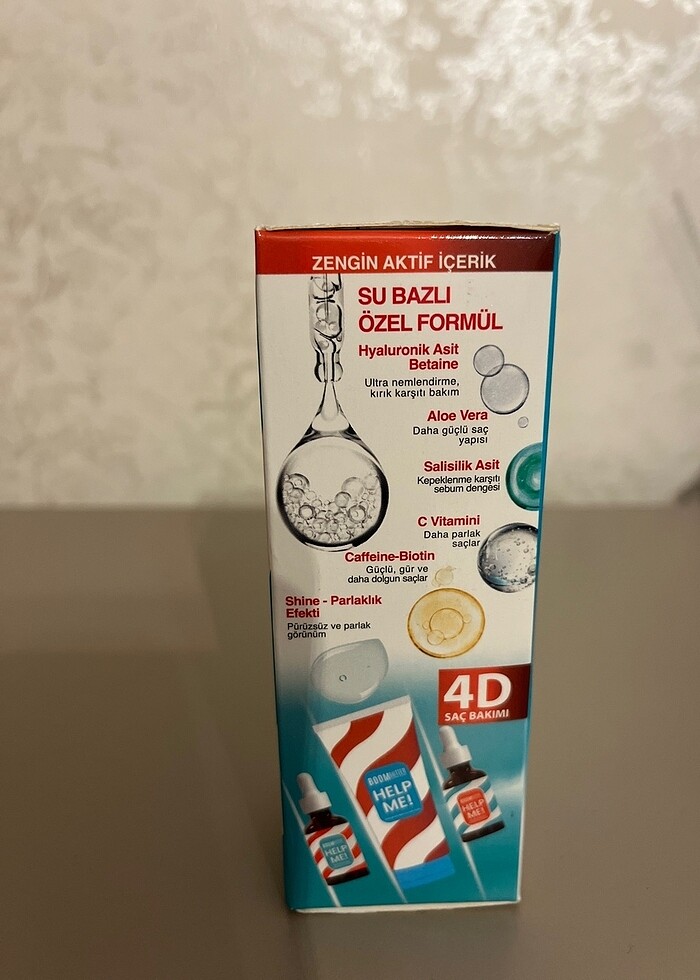 ZENGİN AKTİF İÇERİK
SU BAZLI
ÖZEL FORMÜL
Hyaluronik Asit
Betaine
Ultra nemlendirme,
kırık karşıtı bakım
Aloe Vera
Daha güçlü saç
yapısı
Salisilik Asit
Kepeklenme karşıtı
sebum dengesi
C Vitamini
Daha parlak
saçlar
Caffeine-Biotin
Güçlü, gür ve
daha dolgun saçlar
Shine - Parlaklık
Efekti
Pürüzsüz ve parlak
görünüm
4D
SAÇ BAKIMI
BOOMBUTTER
HELP
ME!
HELP
ME!
HELP
ME!